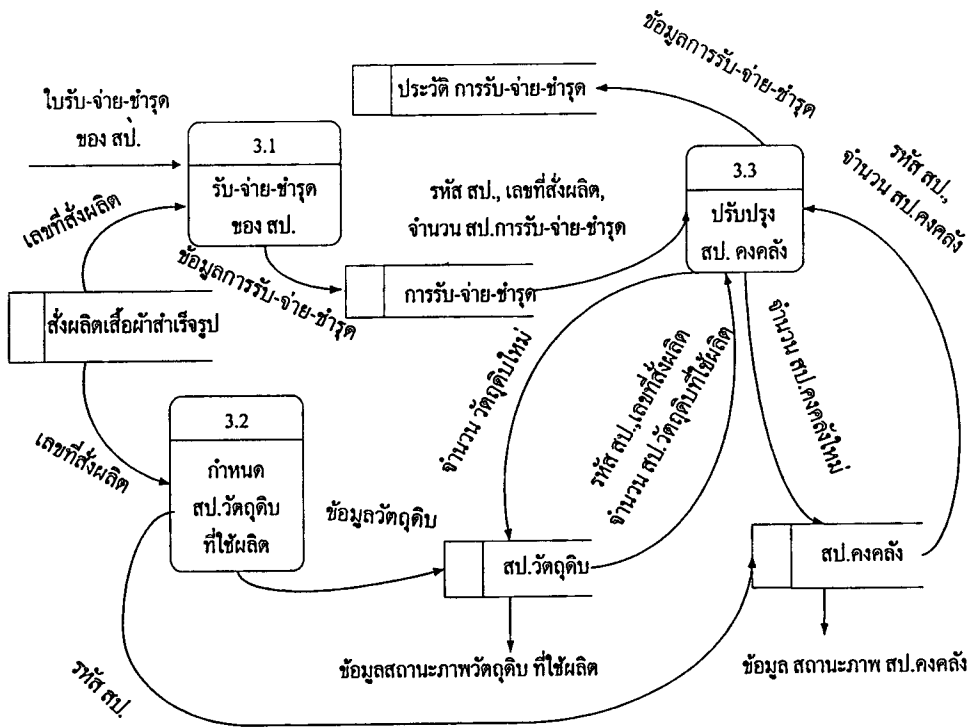 ข้อมูลการรับ-จ่าย-ชำรุด
ประวัติ การรับ-จ่าย-ชำรุด
ใบรับ-จ่าย-ชำรุด
ของ สป.
3.1
รับ-จ่าย-ชำรุด
ของ สป.
เลขที่สั่งผลิต
รหัส สป., เลขที่สั่งผลิต,
จำนวน สป.การรับ-จ่าย-ชำรุด
3.3
ปรับปรุง
สป. คงคลัง
รหัส สป.,
จำนวน สป.คงคลัง
ข้อมูลการรับ-จ่าย-ชำรุด
การรับ-จ่าย-ชำรุด
สั่งผลิตเสื้อผ้าสำเร็จรูป
จำนวน วัตถุดิบใหม่
รหัส สป.,เลขที่สั่งผลิต
จำนวน สป.วัตถุดิบที่ใช้ผลิต
จำนวน สป.คงคลังใหม่
เลขที่สั่งผลิต
3.2
กำหนด
สป.วัตถุดิบ
ที่ใช้ผลิต
ข้อมูลวัตถุดิบ
สป.วัตถุดิบ
สป.คงคลัง
ข้อมูลสถานะภาพวัตถุดิบ ที่ใช้ผลิต
ข้อมูล สถานะภาพ สป.คงคลัง
รหัส สป.